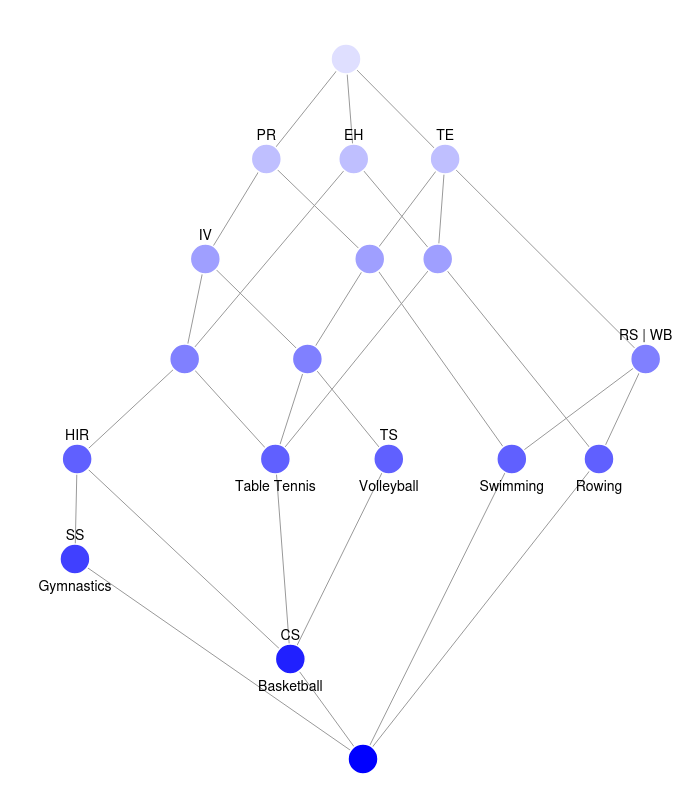 PR
EH
TE
IV
RS | WB
HIR
TS
Table Tennis
Volleyball
Swimming
Rowing
SS
Gymnastics
CS
Basketball